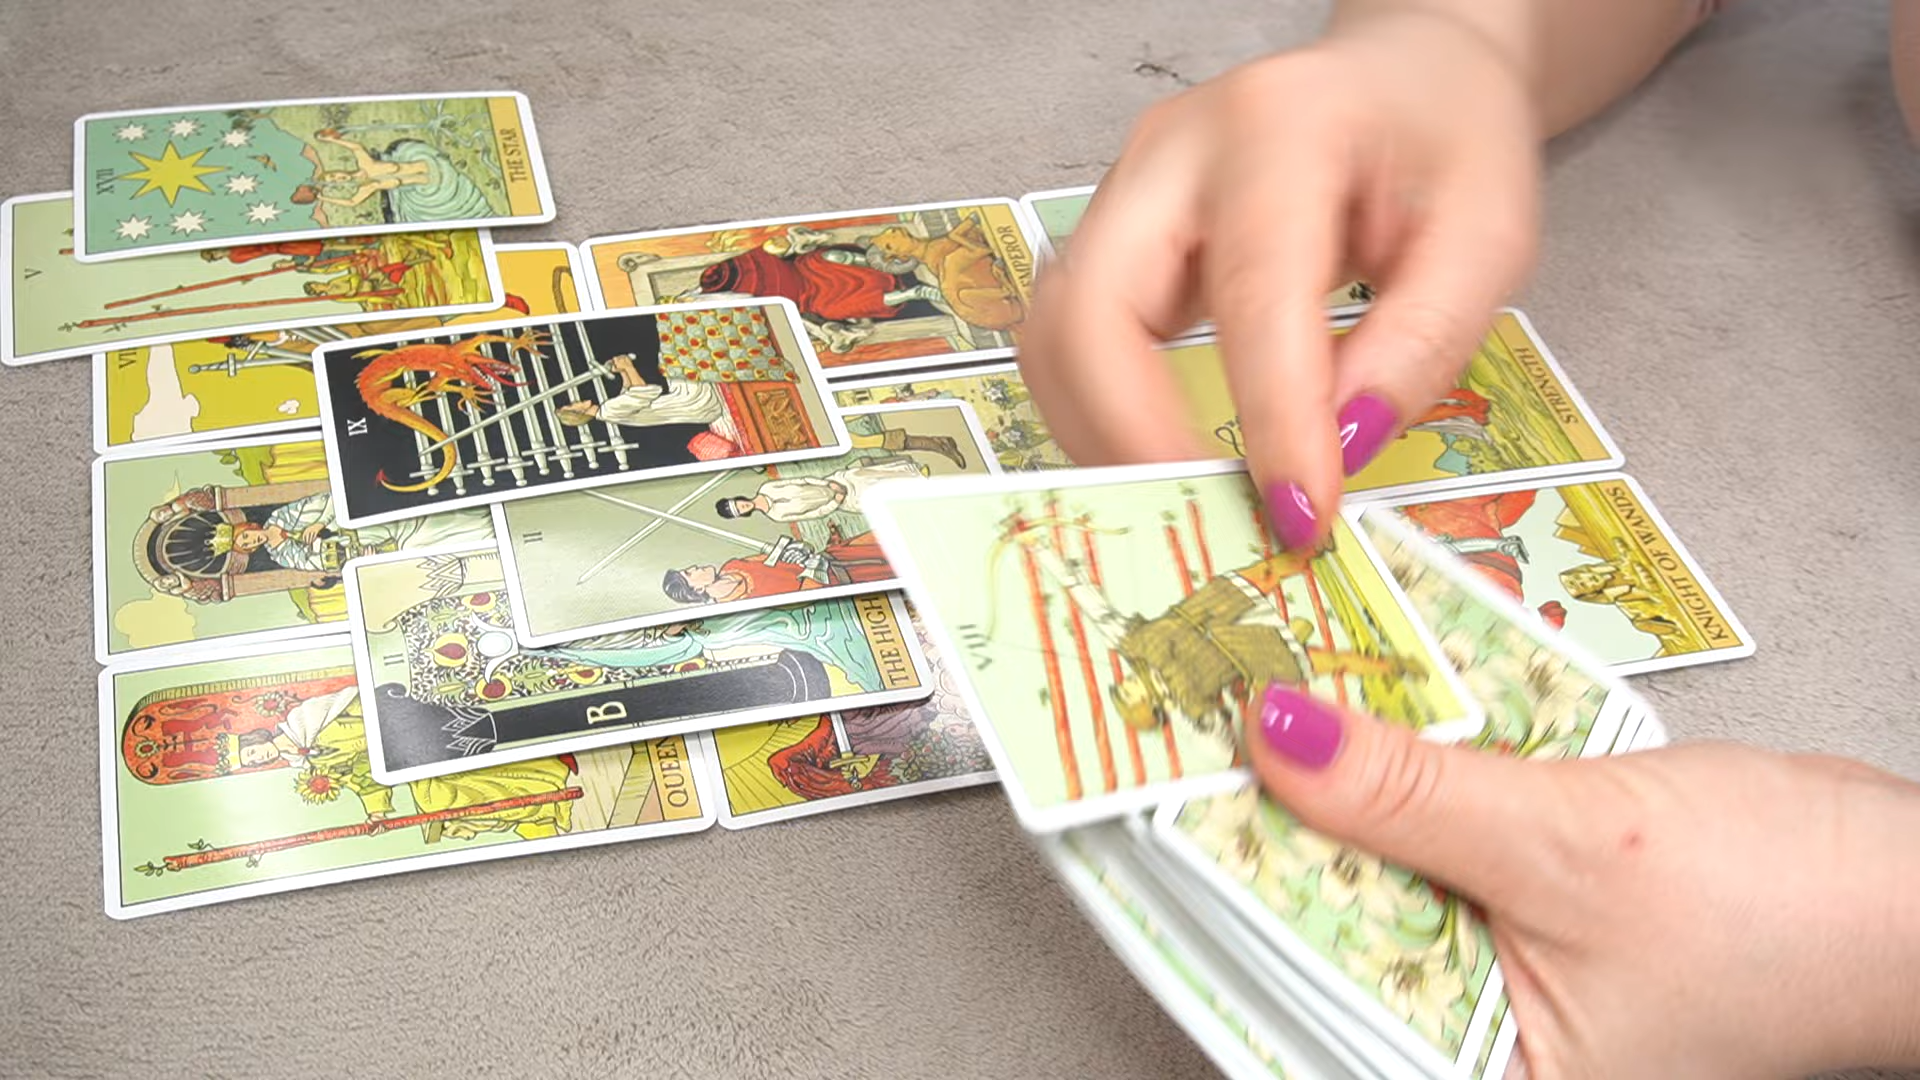 XVII
THE STAR
V
VI
EMPEROR
IX
STRENGTH
II
KNIGHT OF WANDS
VIII
II
THE HIGH
B
QUEEN